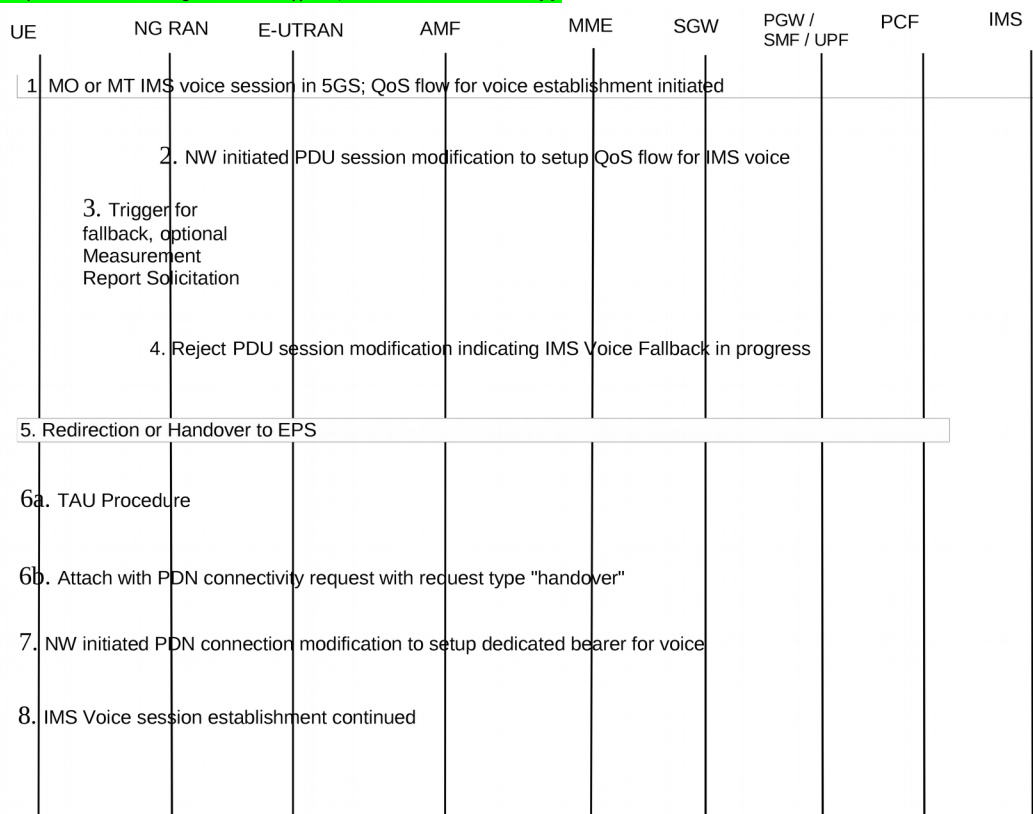 UE
NG RAN
E-UTRAN
AMF
MME
SGW
PGW /
SMF / UPF
PCF
IMS
1 MO or MT IMS voice session in 5GS; QoS flow for voice establishment initiated
2. NW initiated PDU session modification to setup QoS flow for IMS voice
3. Trigger for
fallback, optional
Measurement
Report Solicitation
4. Reject PDU session modification indicating IMS Voice Fallback in progress
5. Redirection or Handover to EPS
6a. TAU Procedure
6b. Attach with PDN connectivity request with request type "handover"
7. NW initiated PDN connection modification to setup dedicated bearer for voice
8. IMS Voice session establishment continued